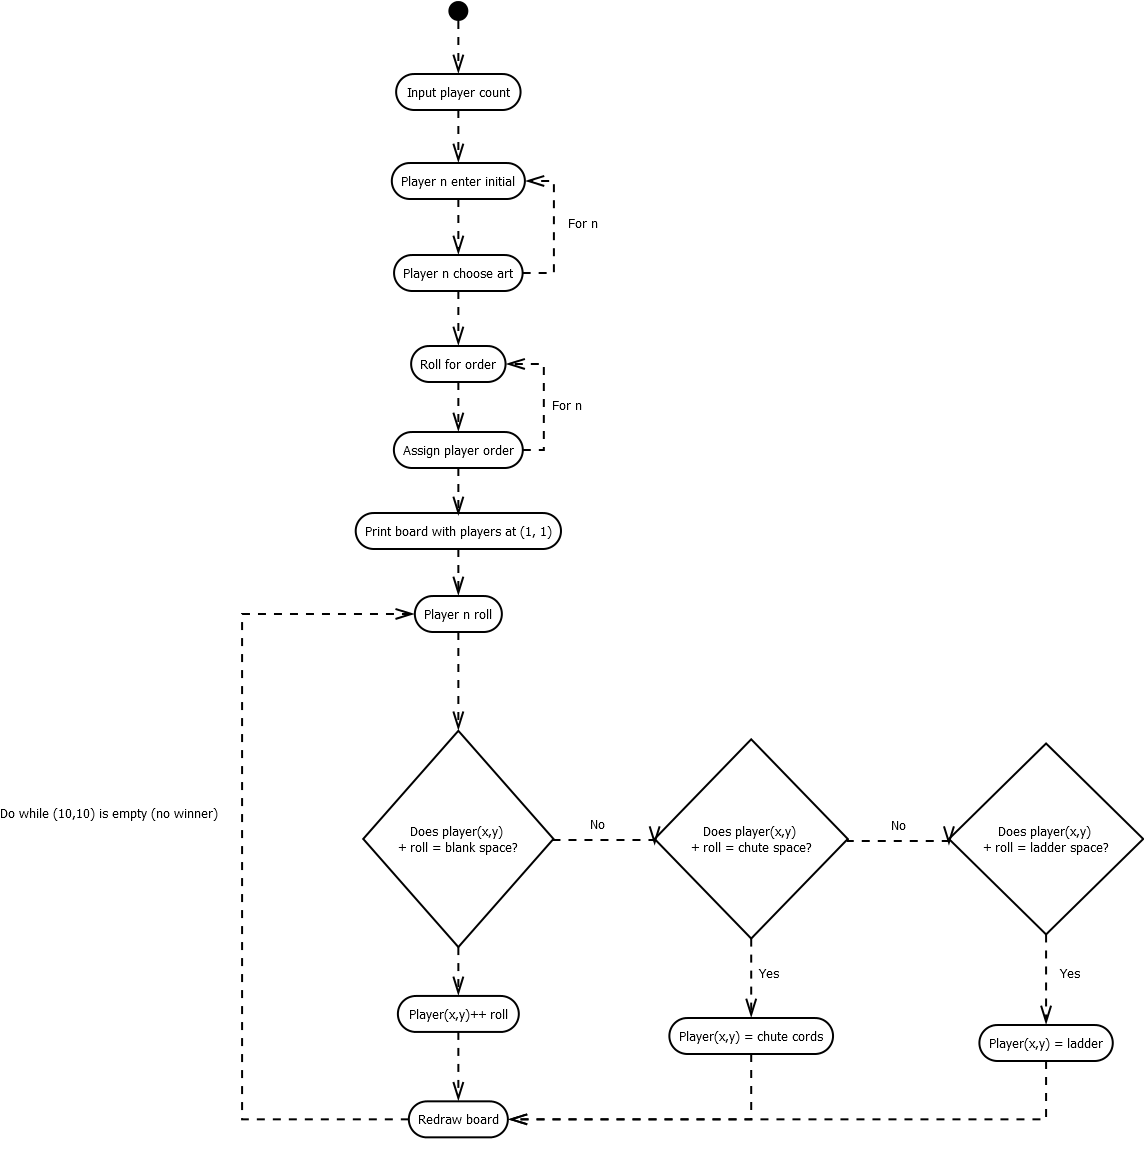 Input player count
Player n enter initial
For n
Player n choose art
Roll for order
For n
Assign player order
Print board with players at (1, 1)
Player n roll
Do while (10,10) is empty (no winner)
Does player(x,y)
+ roll = blank space?
No
Does player(x,y)
+ roll = chute space?
No
Does player(x,y)
+ roll = ladder space?
Yes
Yes
Player(x,y)++ roll
Player(x,y) = chute cords
Player(x,y) = ladder
Redraw board